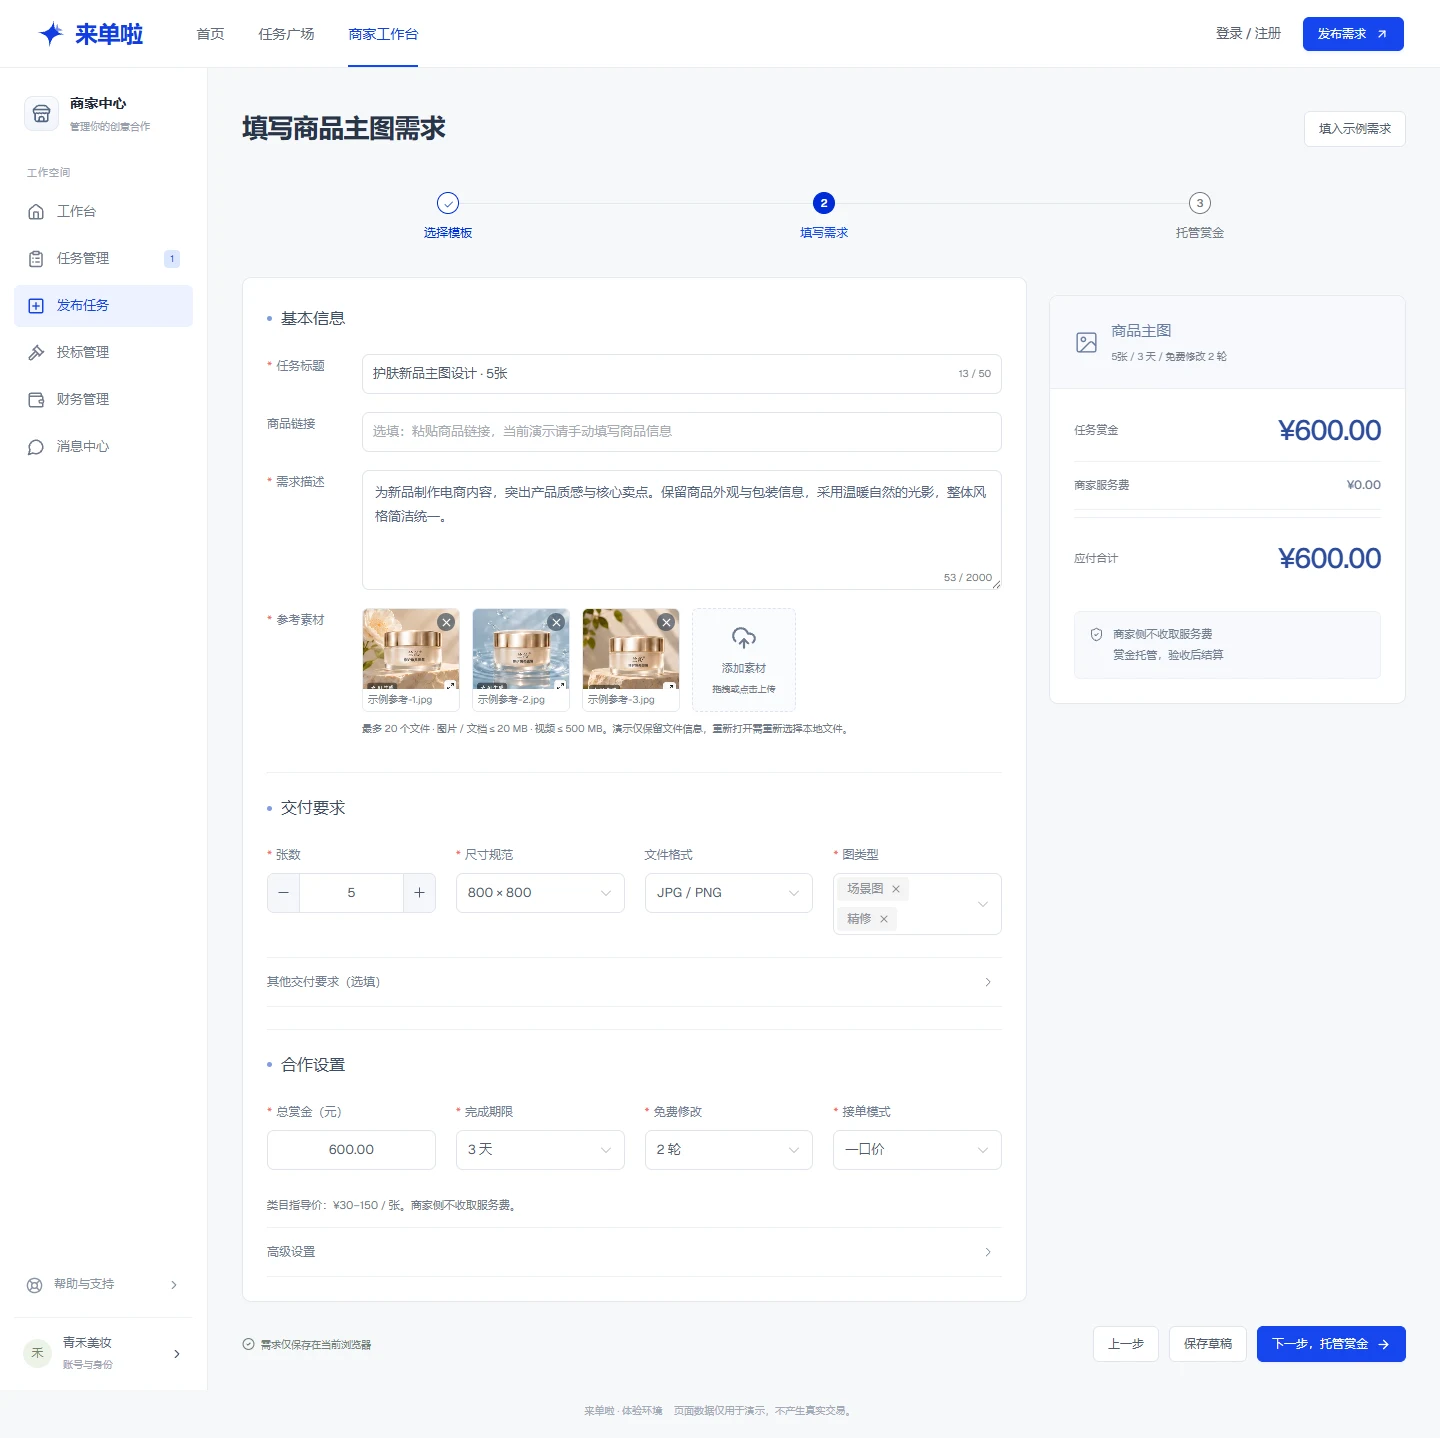 来单啦
首页
任务广场
商家工作台
登录 / 注册
发布需求
商家中心
管理你的创意合作
工作空间
工作台
任务管理
1
发布任务
投标管理
财务管理
消息中心
帮助与支持
禾
青禾美妆
账号与身份
填写商品主图需求
填入示例需求
选择模板
2
填写需求
3
托管赏金
基本信息
* 任务标题
护肤新品主图设计 · 5张
13 / 50
商品链接
选填：粘贴商品链接，当前演示请手动填写商品信息
* 需求描述
为新品制作电商内容，突出产品质感与核心卖点。保留商品外观与包装信息，采用温暖自然的光影，整体风
格简洁统一。
53 / 2000
* 参考素材
示例参考-1.jpg
示例参考-2.jpg
示例参考-3.jpg
添加素材
拖拽或点击上传
最多 20 个文件 · 图片 / 文档 ≤ 20 MB · 视频 ≤ 500 MB。演示仅保留文件信息，重新打开需重新选择本地文件。
交付要求
* 张数
5
* 尺寸规范
800 × 800
文件格式
JPG / PNG
* 图类型
场景图
精修
其他交付要求（选填）
合作设置
* 总赏金（元）
600.00
* 完成期限
3 天
* 免费修改
2 轮
* 接单模式
一口价
类目指导价：¥30–150 / 张。商家侧不收取服务费。
高级设置
商品主图
5张 / 3 天 / 免费修改 2 轮
任务赏金
¥600.00
商家服务费
¥0.00
应付合计
¥600.00
商家侧不收取服务费
赏金托管，验收后结算
需求仅保存在当前浏览器
上一步
保存草稿
下一步，托管赏金
来单啦 · 体验环境 页面数据仅用于演示，不产生真实交易。